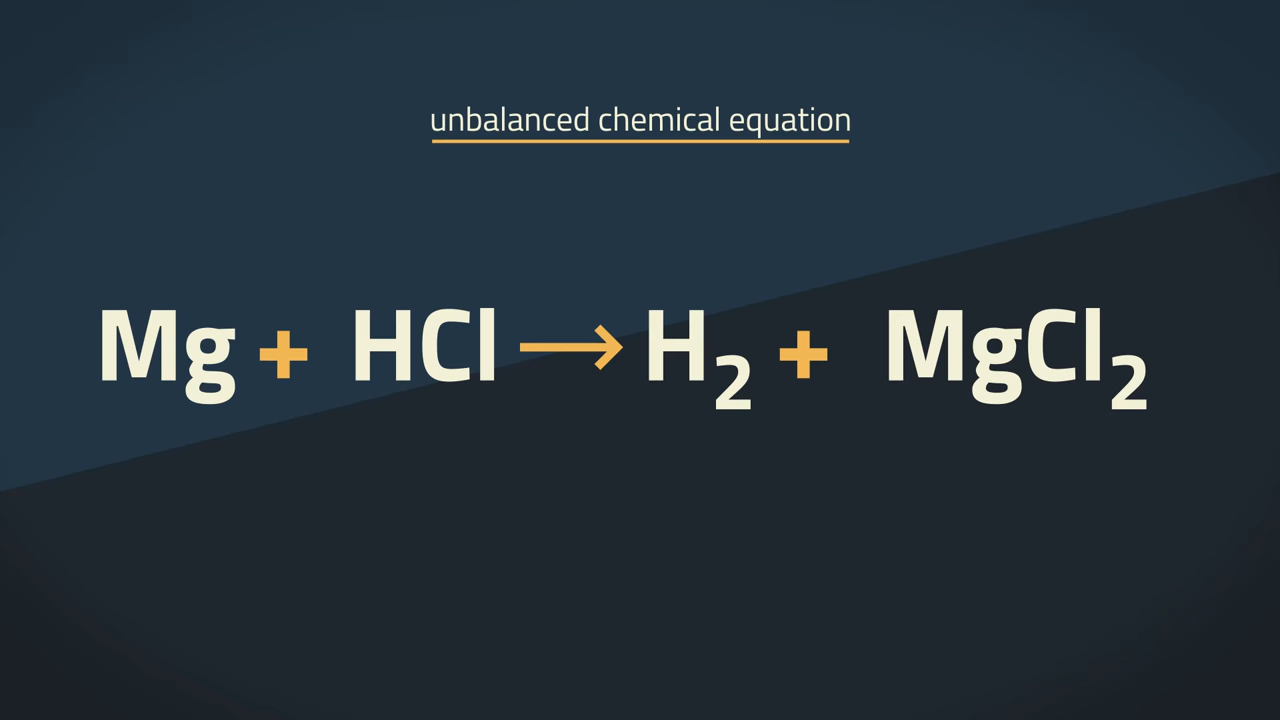 unbalanced chemical equation
Mg + HCl → H₂ + MgCl₂